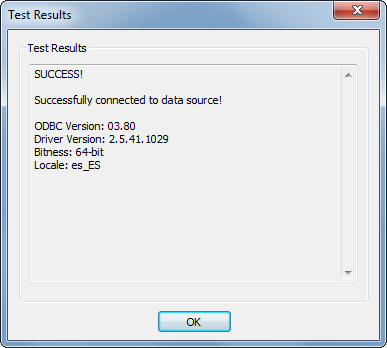 Test Results
Test Results
SUCCESS!
Successfully connected to data source!
ODBC Version: 03.80
Driver Version: 2.5.41.1029
Bitness: 64-bit
Locale: es_ES
OK